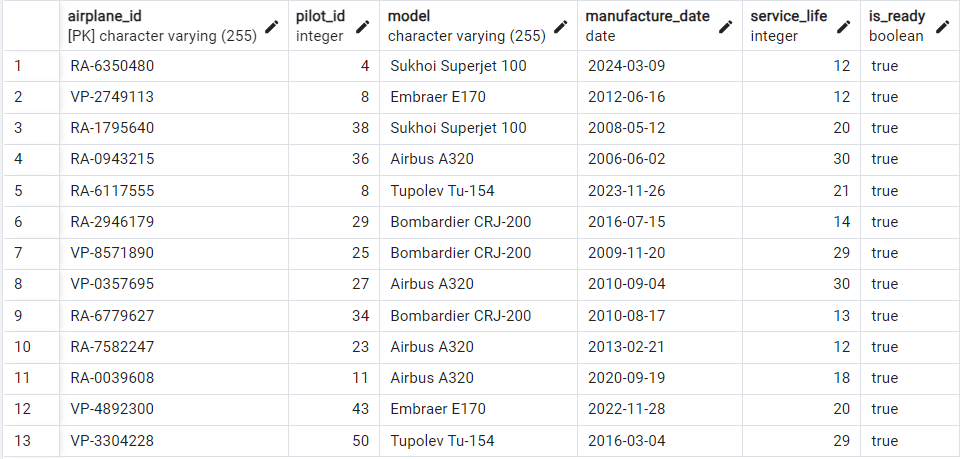 airplane_id pilot_id model manufacture_date service_life is_ready
[PK] character varying (255) integer character varying (255) date integer boolean
1 RA-6350480 4 Sukhoi Superjet 100 2024-03-09 12 true
2 VP-2749113 8 Embraer E170 2012-06-16 12 true
3 RA-1795640 38 Sukhoi Superjet 100 2008-05-12 20 true
4 RA-0943215 36 Airbus A320 2006-06-02 30 true
5 RA-6117555 8 Tupolev Tu-154 2023-11-26 21 true
6 RA-2946179 29 Bombardier CRJ-200 2016-07-15 14 true
7 VP-8571890 25 Bombardier CRJ-200 2009-11-20 29 true
8 VP-0357695 27 Airbus A320 2010-09-04 30 true
9 RA-6779627 34 Bombardier CRJ-200 2010-08-17 13 true
10 RA-7582247 23 Airbus A320 2013-02-21 12 true
11 RA-0039608 11 Airbus A320 2020-09-19 18 true
12 VP-4892300 43 Embraer E170 2022-11-28 20 true
13 VP-3304228 50 Tupolev Tu-154 2016-03-04 29 true